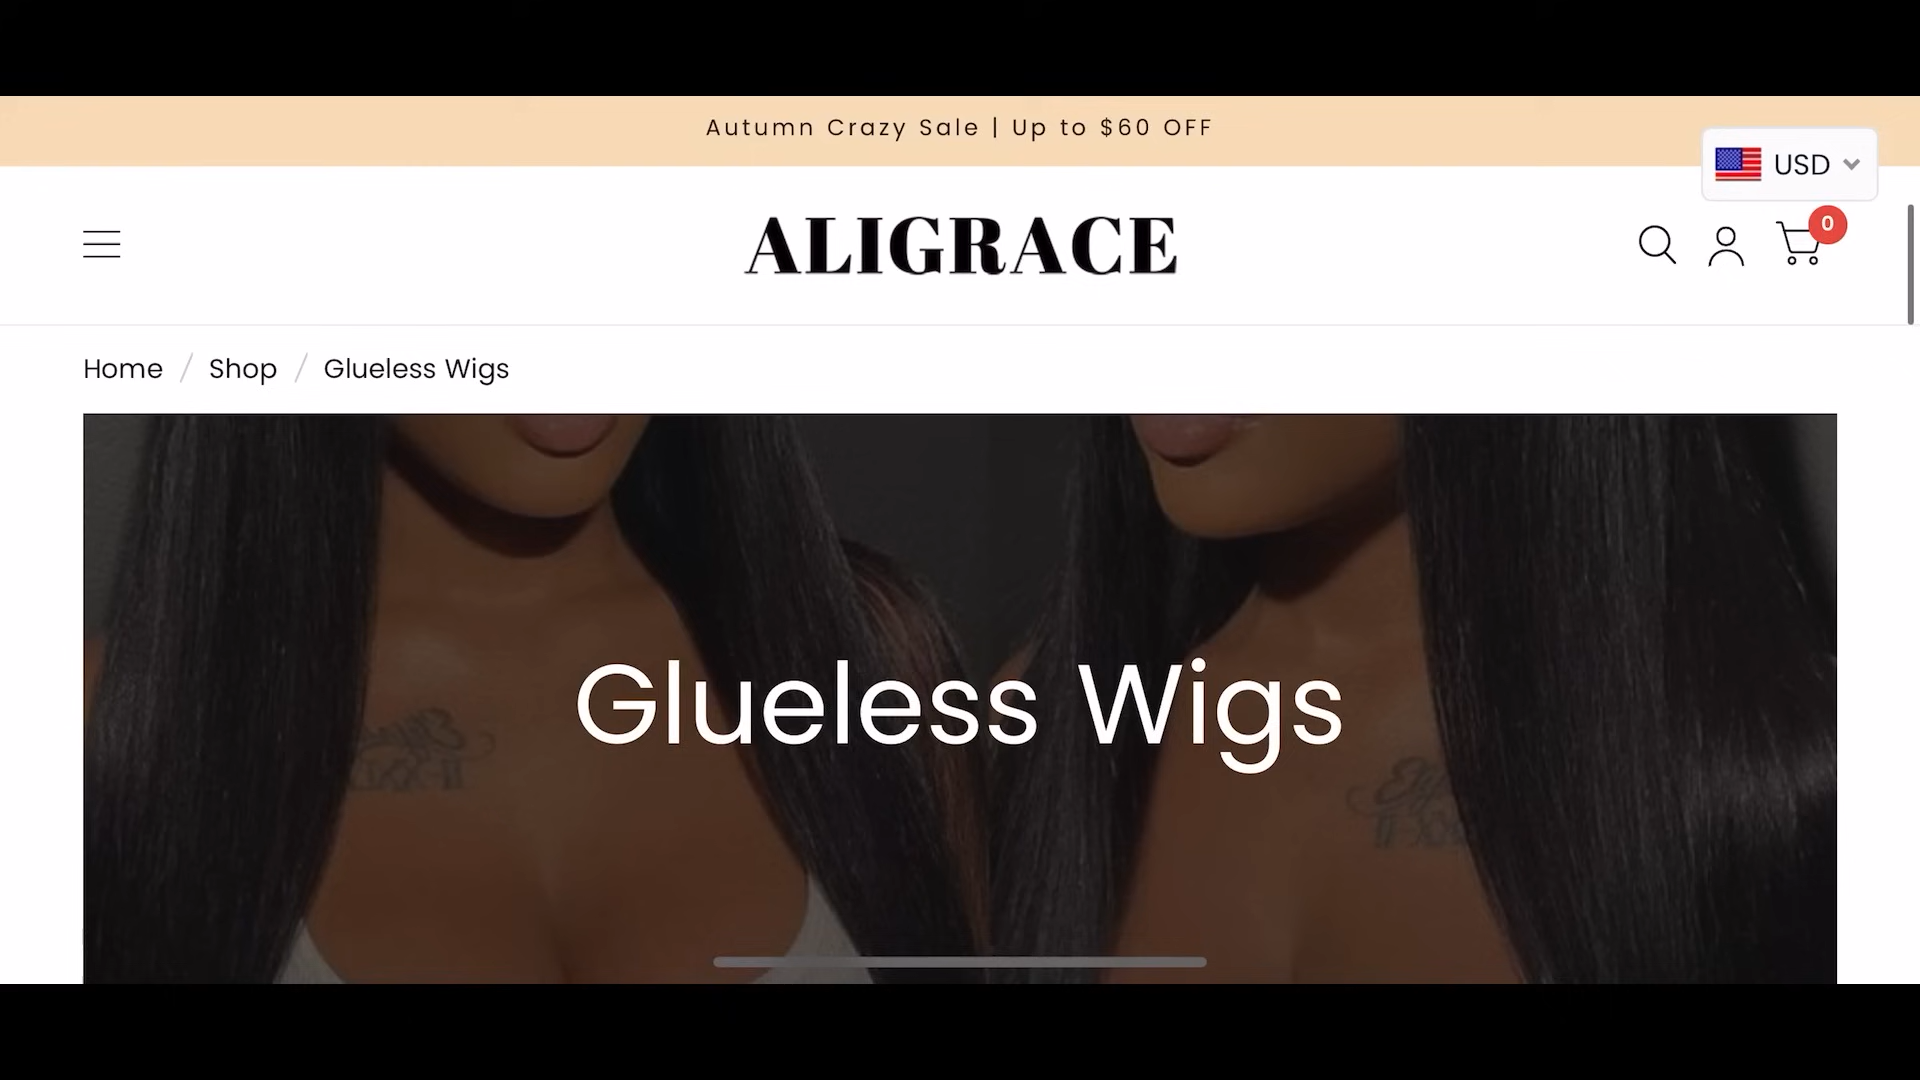 Autumn Crazy Sale | Up to $60 OFF
USD
ALIGRACE
0
Home / Shop / Glueless Wigs
Glueless Wigs